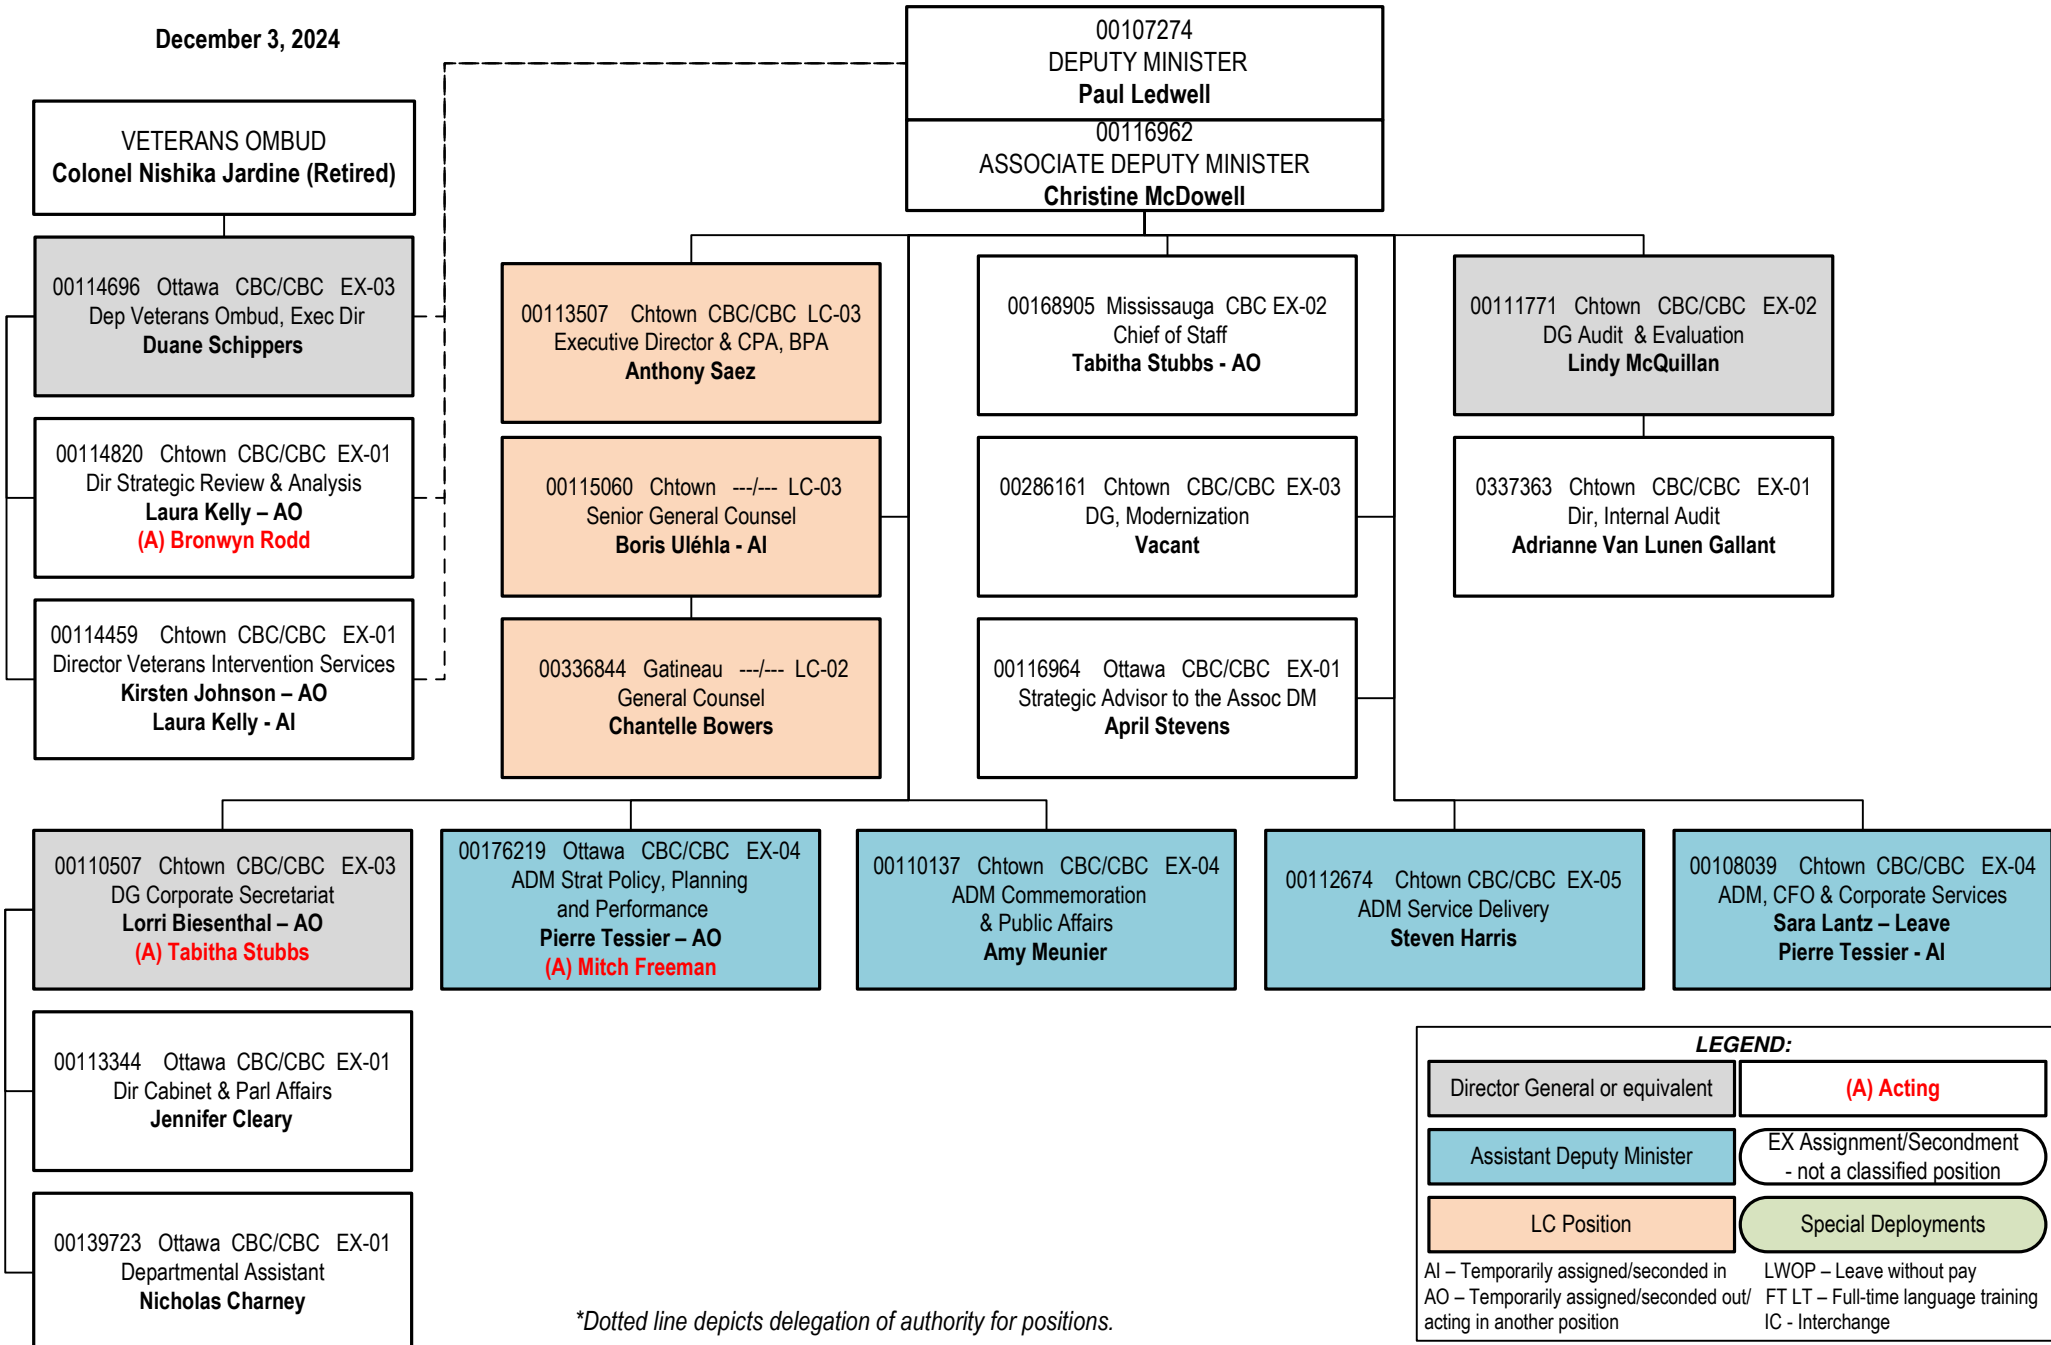 December 3, 2024
00107274
DEPUTY MINISTER
Paul Ledwell
00116962
ASSOCIATE DEPUTY MINISTER
Christine McDowell
VETERANS OMBUD
Colonel Nishika Jardine (Retired)
00114696 Ottawa CBC/CBC EX-03
Dep Veterans Ombud, Exec Dir
Duane Schippers
00114820 Chtown CBC/CBC EX-01
Dir Strategic Review & Analysis
Laura Kelly – AO
(A) Bronwyn Rodd
00114459 Chtown CBC/CBC EX-01
Director Veterans Intervention Services
Kirsten Johnson – AO
Laura Kelly - AI
00113507 Chtown CBC/CBC LC-03
Executive Director & CPA, BPA
Anthony Saez
00115060 Chtown ---/--- LC-03
Senior General Counsel
Boris Uléhla - AI
00336844 Gatineau ---/--- LC-02
General Counsel
Chantelle Bowers
00168905 Mississauga CBC EX-02
Chief of Staff
Tabitha Stubbs - AO
00286161 Chtown CBC/CBC EX-03
DG, Modernization
Vacant
00116964 Ottawa CBC/CBC EX-01
Strategic Advisor to the Assoc DM
April Stevens
00111771 Chtown CBC/CBC EX-02
DG Audit & Evaluation
Lindy McQuillan
0337363 Chtown CBC/CBC EX-01
Dir, Internal Audit
Adrianne Van Lunen Gallant
00110507 Chtown CBC/CBC EX-03
DG Corporate Secretariat
Lorri Biesenthal – AO
(A) Tabitha Stubbs
00113344 Ottawa CBC/CBC EX-01
Dir Cabinet & Parl Affairs
Jennifer Cleary
00139723 Ottawa CBC/CBC EX-01
Departmental Assistant
Nicholas Charney
00176219 Ottawa CBC/CBC EX-04
ADM Strat Policy, Planning
and Performance
Pierre Tessier – AO
(A) Mitch Freeman
00110137 Chtown CBC/CBC EX-04
ADM Commemoration
& Public Affairs
Amy Meunier
00112674 Chtown CBC/CBC EX-05
ADM Service Delivery
Steven Harris
00108039 Chtown CBC/CBC EX-04
ADM, CFO & Corporate Services
Sara Lantz – Leave
Pierre Tessier - AI
*Dotted line depicts delegation of authority for positions.
LEGEND:
Director General or equivalent
(A) Acting
Assistant Deputy Minister
EX Assignment/Secondment
- not a classified position
LC Position
Special Deployments
AI – Temporarily assigned/seconded in
AO – Temporarily assigned/seconded out/
acting in another position
LWOP – Leave without pay
FT LT – Full-time language training
IC - Interchange